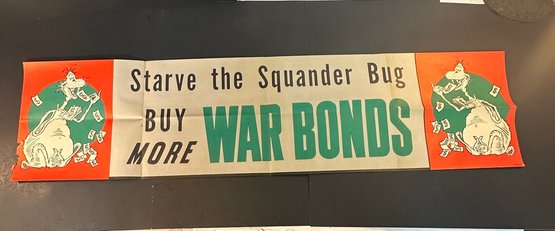 Starve the Squander Bug
BUY
MORE
WAR BONDS